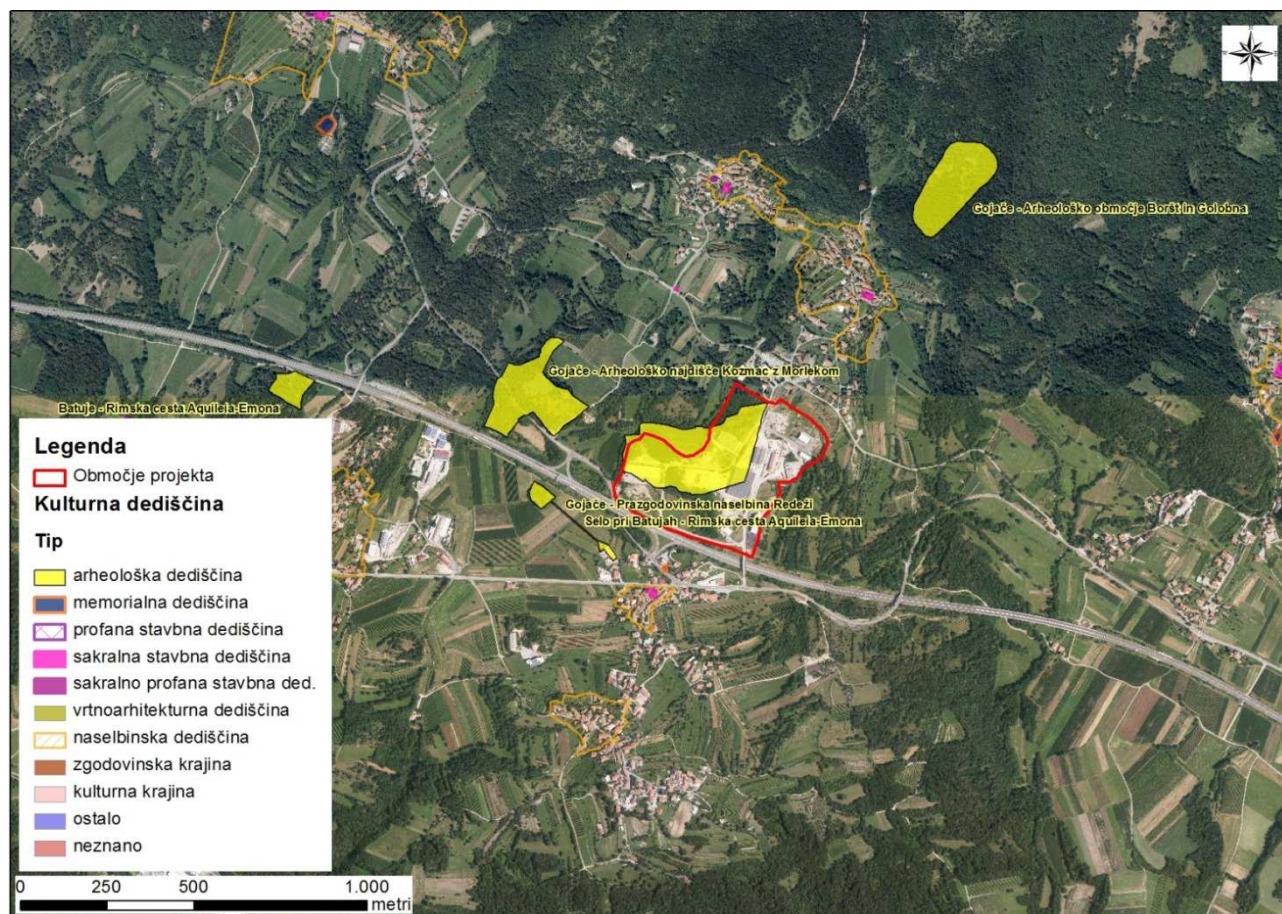 Gojače - Arheološko območje Boršt in Golobna
Gojače - Arheološko najdišče Kozmac z Morlekom
Batuje - Rimska cesta Aquileia-Emona
Gojače - Prazgodovinska naselbina Redeži
Selo pri Batujah - Rimska cesta Aquileia-Emona
Legenda
Območje projekta
Kulturna dediščina
Tip
arheološka dediščina
memorialna dediščina
profana stavbna dediščina
sakralna stavbna dediščina
sakralno profana stavbna ded.
vrtnoarhitekturna dediščina
naselbinska dediščina
zgodovinska krajina
kulturna krajina
ostalo
neznano
0 250 500 1.000
metri